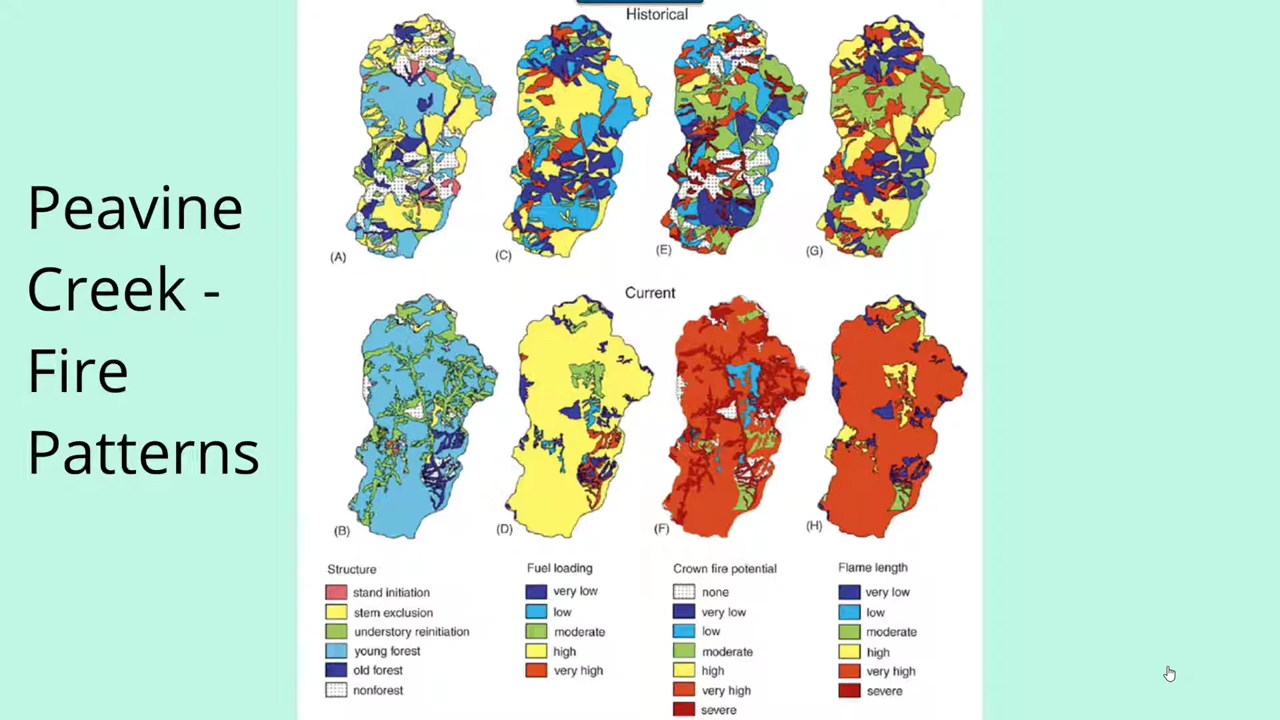 Peavine
Creek -
Fire
Patterns
Historical
(A)
(C)
(E)
(G)
Current
(B)
(D)
(F)
(H)
Structure
stand initiation
stem exclusion
understory reinitiation
young forest
old forest
nonforest
Fuel loading
very low
low
moderate
high
very high
Crown fire potential
none
very low
low
moderate
high
very high
severe
Flame length
very low
low
moderate
high
very high
severe